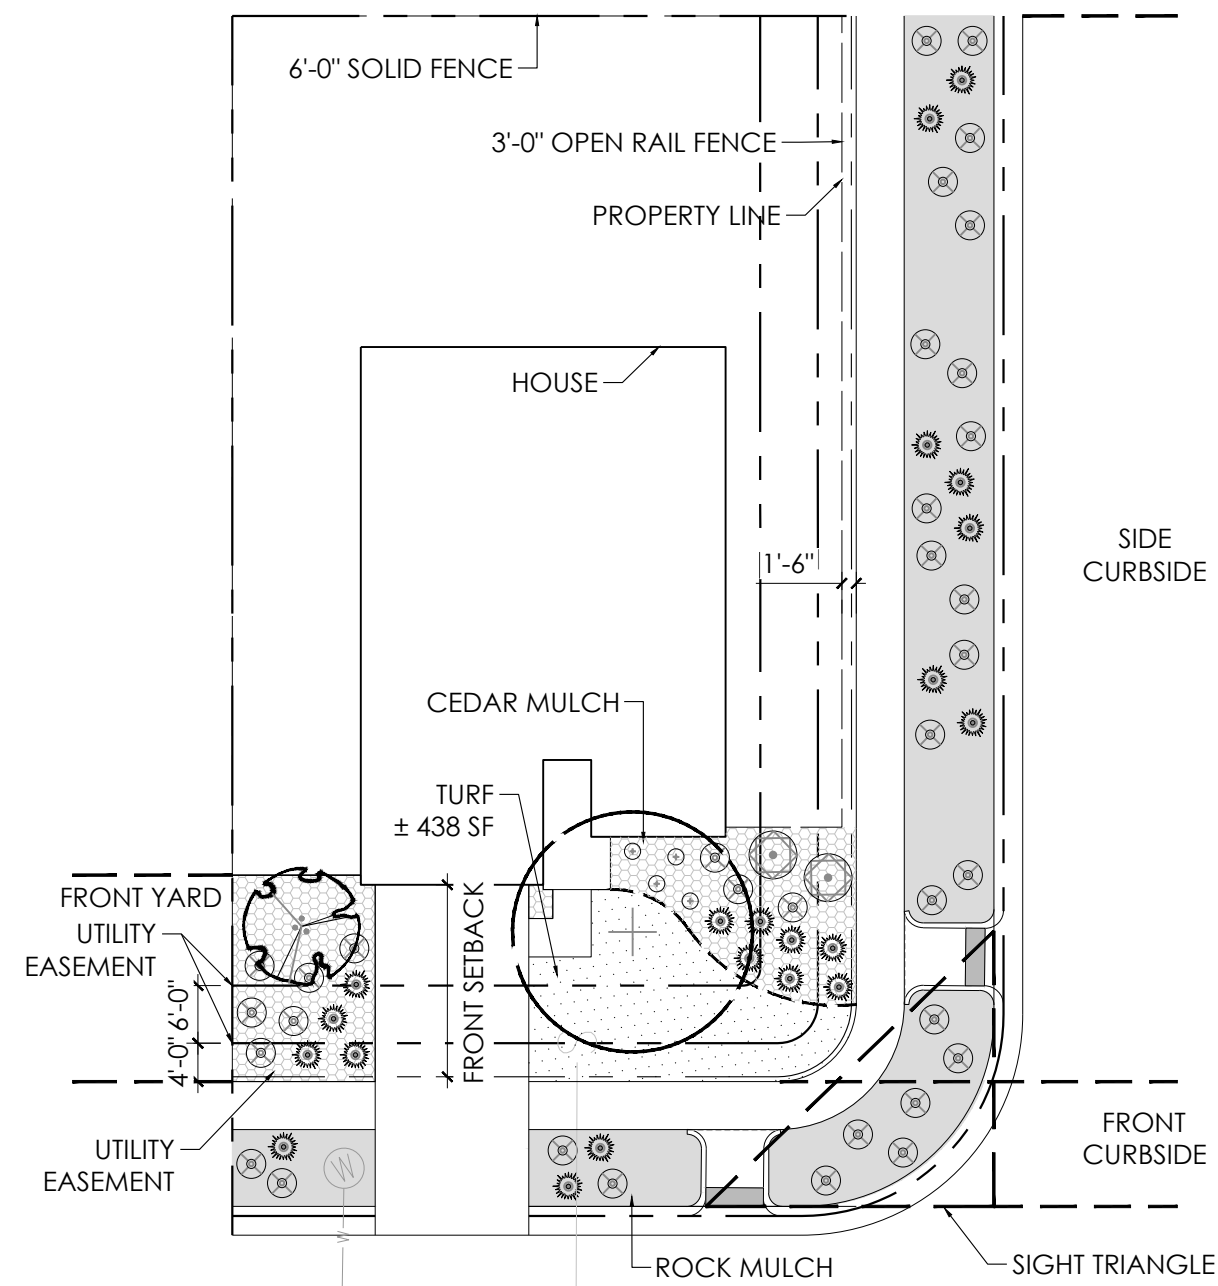 6'-0" SOLID FENCE
3'-0" OPEN RAIL FENCE
PROPERTY LINE
HOUSE
1'-6"
SIDE
CURBSIDE
CEDAR MULCH
TURF
± 438 SF
FRONT YARD
UTILITY
EASEMENT
FRONT SETBACK
6'-0"
4'-0"
UTILITY
EASEMENT
FRONT
CURBSIDE
W
W
ROCK MULCH
SIGHT TRIANGLE